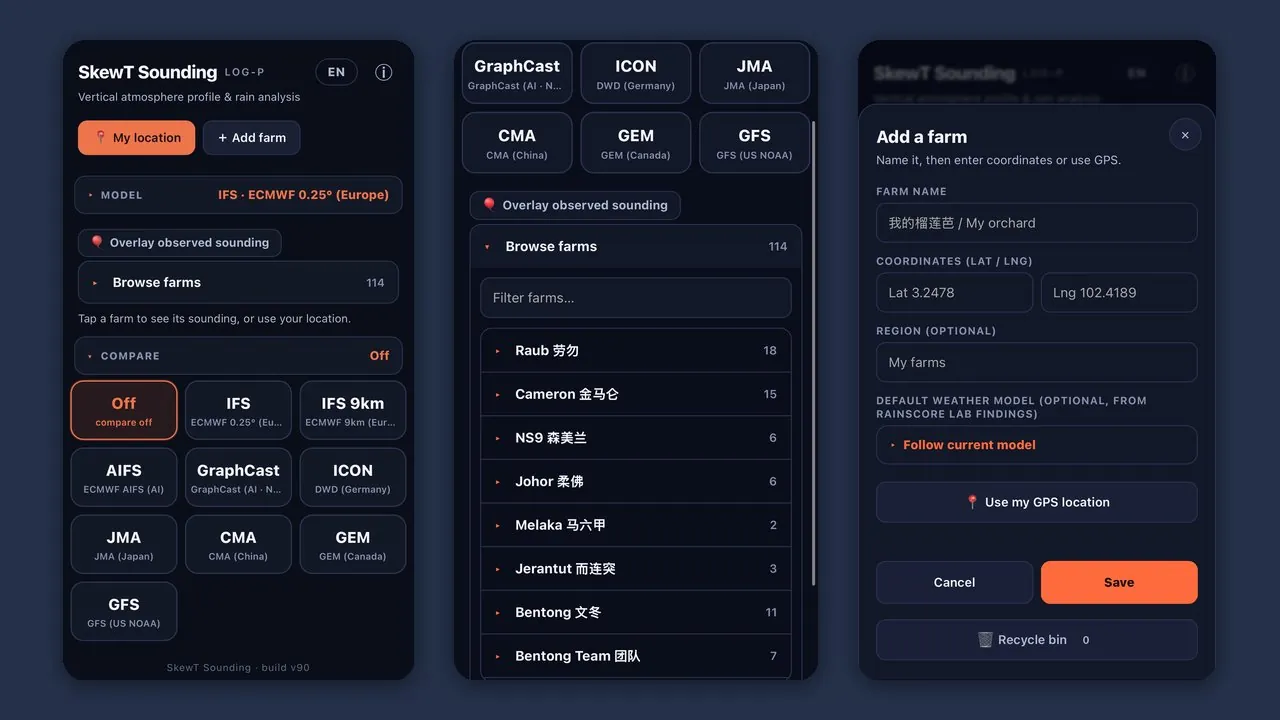 SkewT Sounding LOG-P
EN
Vertical atmosphere profile & rain analysis
My location
+ Add farm
MODEL
IFS · ECMWF 0.25° (Europe)
Overlay observed sounding
Browse farms
114
Tap a farm to see its sounding, or use your location.
COMPARE
Off
Off
compare off
IFS
ECMWF 0.25° (Eu...
IFS 9km
ECMWF 9km (Eur...
AIFS
ECMWF AIFS (AI)
GraphCast
GraphCast (AI · N...
ICON
DWD (Germany)
JMA
JMA (Japan)
CMA
CMA (China)
GEM
GEM (Canada)
GFS
GFS (US NOAA)
SkewT Sounding · build v90
GraphCast
GraphCast (AI · N...
ICON
DWD (Germany)
JMA
JMA (Japan)
CMA
CMA (China)
GEM
GEM (Canada)
GFS
GFS (US NOAA)
Overlay observed sounding
Browse farms
114
Filter farms...
Raub 劳勿
18
Cameron 金马仑
15
NS9 森美兰
6
Johor 柔佛
6
Melaka 马六甲
2
Jerantut 而连突
3
Bentong 文冬
11
Bentong Team 团队
7
SkewT Sounding LOG-P
EN
Vertical atmosphere profile & rain analysis
Add a farm
×
Name it, then enter coordinates or use GPS.
FARM NAME
我的榴莲芭 / My orchard
COORDINATES (LAT / LNG)
Lat 3.2478
Lng 102.4189
REGION (OPTIONAL)
My farms
DEFAULT WEATHER MODEL (OPTIONAL, FROM
RAINSCORE LAB FINDINGS)
Follow current model
Use my GPS location
Cancel
Save
Recycle bin
0